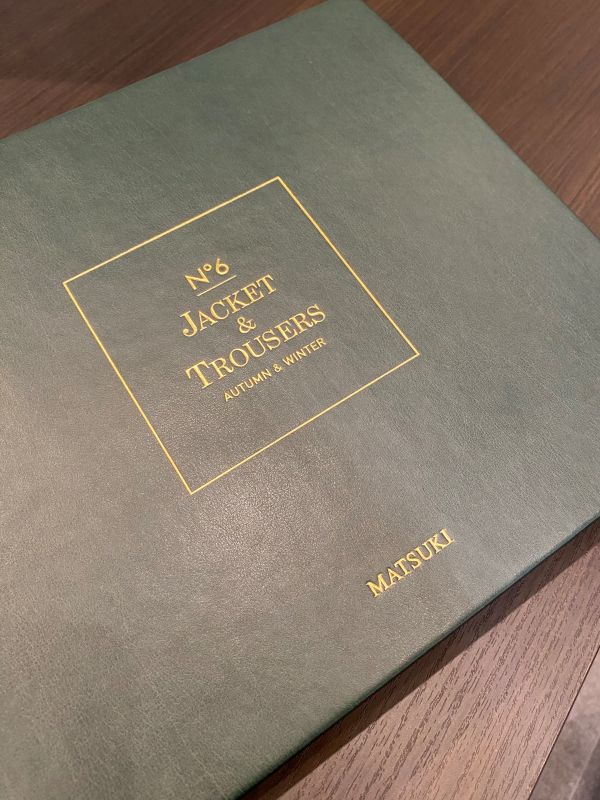 N°6
JACKET
&
TROUSERS
AUTUMN & WINTER
MATSUKI